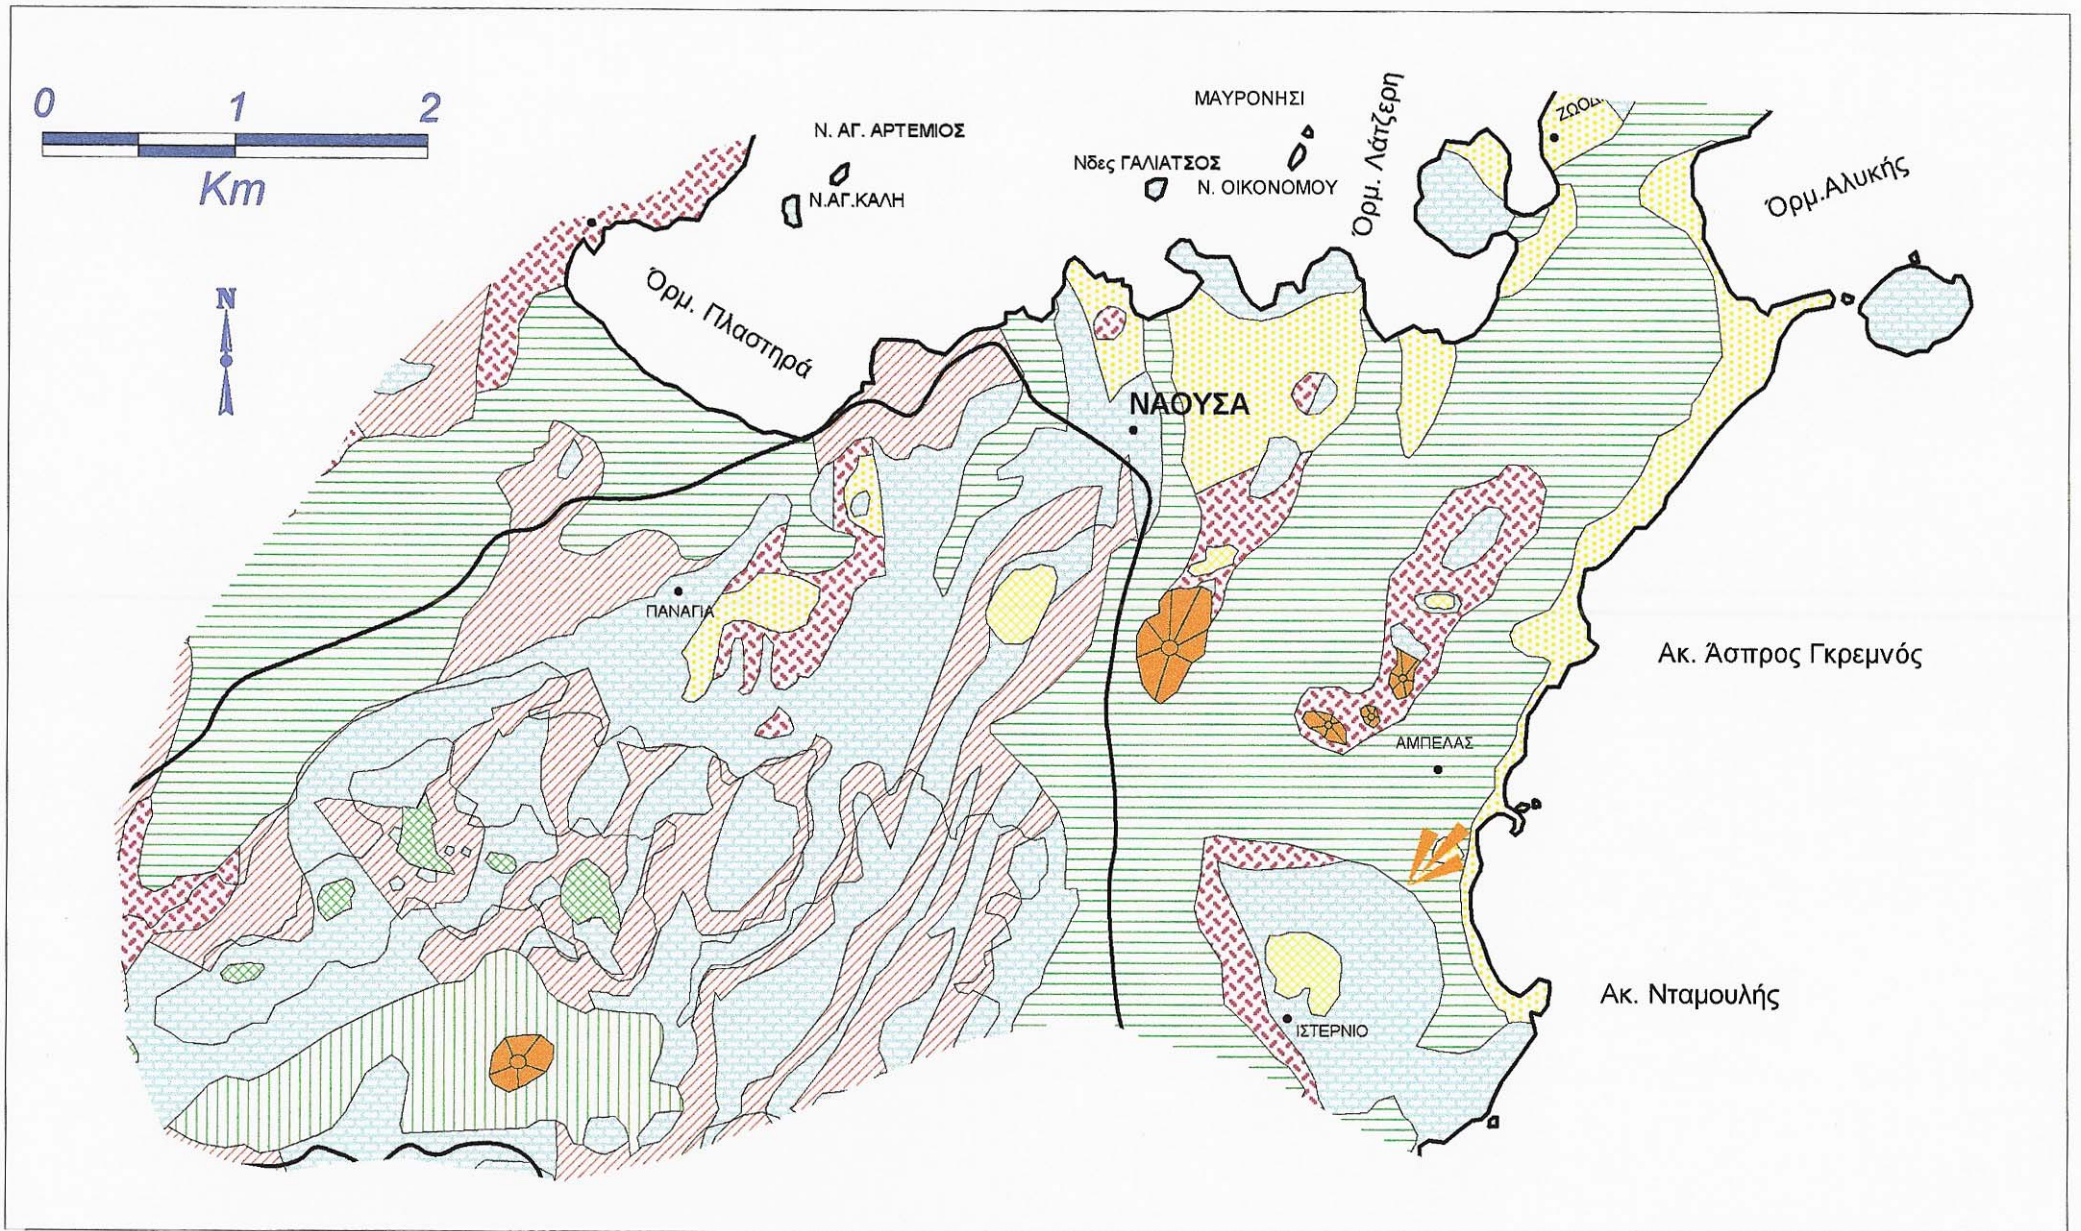 0 1 2
Km
N
Ν. ΑΓ. ΑΡΤΕΜΙΟΣ
Ν.ΑΓ.ΚΑΛΗ
ΜΑΥΡΟΝΗΣΙ
Νδες ΓΑΛΙΑΤΣΟΣ
Ν. ΟΙΚΟΝΟΜΟΥ
Όρμ. Λάτζερη
Όρμ.Αλυκής
Όρμ. Πλαστηρά
ΝΑΟΥΣΑ
ΠΑΝΑΓΙΑ
Ακ. Άσπρος Γκρεμνός
ΑΜΠΕΛΑΣ
Ακ. Νταμουλής
ΙΣΤΕΡΝΙΟ